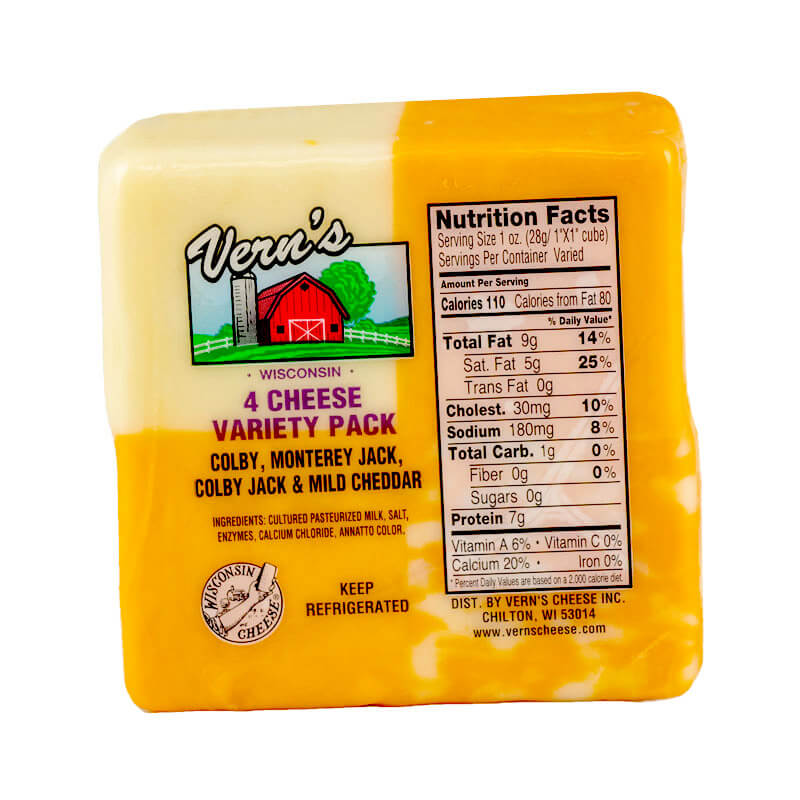 Vern's
• WISCONSIN •
4 CHEESE
VARIETY PACK
COLBY, MONTEREY JACK,
COLBY JACK & MILD CHEDDAR
INGREDIENTS: CULTURED PASTEURIZED MILK, SALT,
ENZYMES, CALCIUM CHLORIDE, ANNATTO COLOR.
WISCONSIN
CHEESE®
KEEP
REFRIGERATED
Nutrition Facts
Serving Size 1 oz. (28g/ 1"X1" cube)
Servings Per Container Varied
Amount Per Serving
Calories 110 Calories from Fat 80
% Daily Value*
Total Fat 9g 14%
Sat. Fat 5g 25%
Trans Fat 0g
Cholest. 30mg 10%
Sodium 180mg 8%
Total Carb. 1g 0%
Fiber 0g 0%
Sugars 0g
Protein 7g
Vitamin A 6% • Vitamin C 0%
Calcium 20% • Iron 0%
*Percent Daily Values are based on a 2,000 calorie diet.
DIST. BY VERN'S CHEESE INC.
CHILTON, WI 53014
www.vernscheese.com